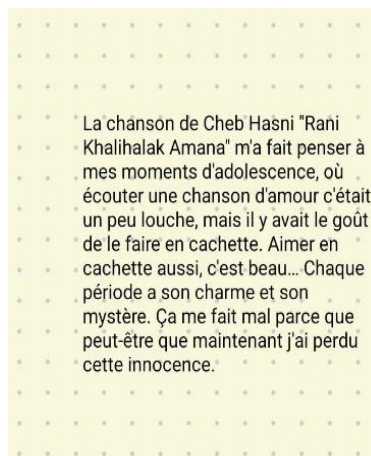 La chanson de Cheb Hasni "Rani
Khalihalak Amana" m'a fait penser à
mes moments d'adolescence, où
écouter une chanson d'amour c'était
un peu louche, mais il y avait le goût
de le faire en cachette. Aimer en
cachette aussi, c'est beau... Chaque
période a son charme et son
mystère. Ça me fait mal parce que
peut-être que maintenant j'ai perdu
cette innocence.